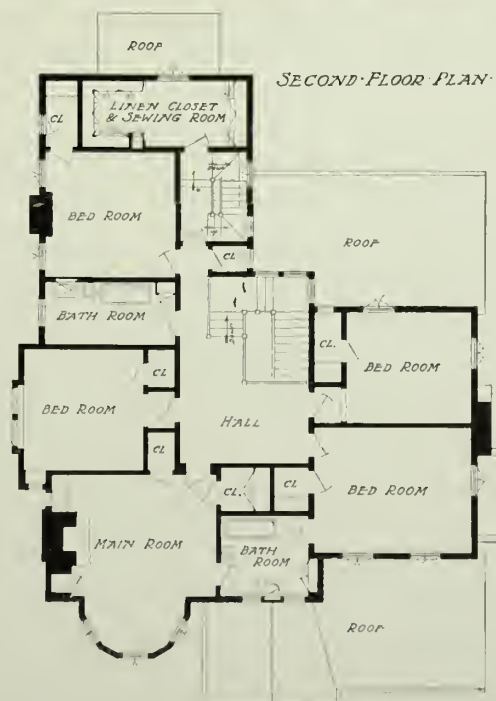 ROOF
SECOND·FLOOR PLAN·
LINEN CLOSET
& SEWING ROOM
CL
BED ROOM
CL
ROOF
BATH ROOM
CL.
BED ROOM
BED ROOM
CL
HALL
CL
CL.
CL
BED ROOM
MAIN ROOM
BATH
ROOM
ROOF